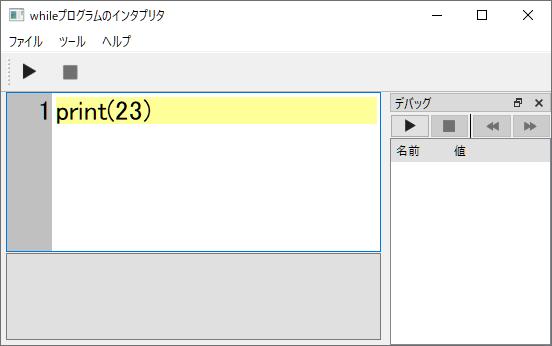 whileプログラムのインタプリタ
ファイル ツール ヘルプ
1 print(23)
デバッグ
名前 値